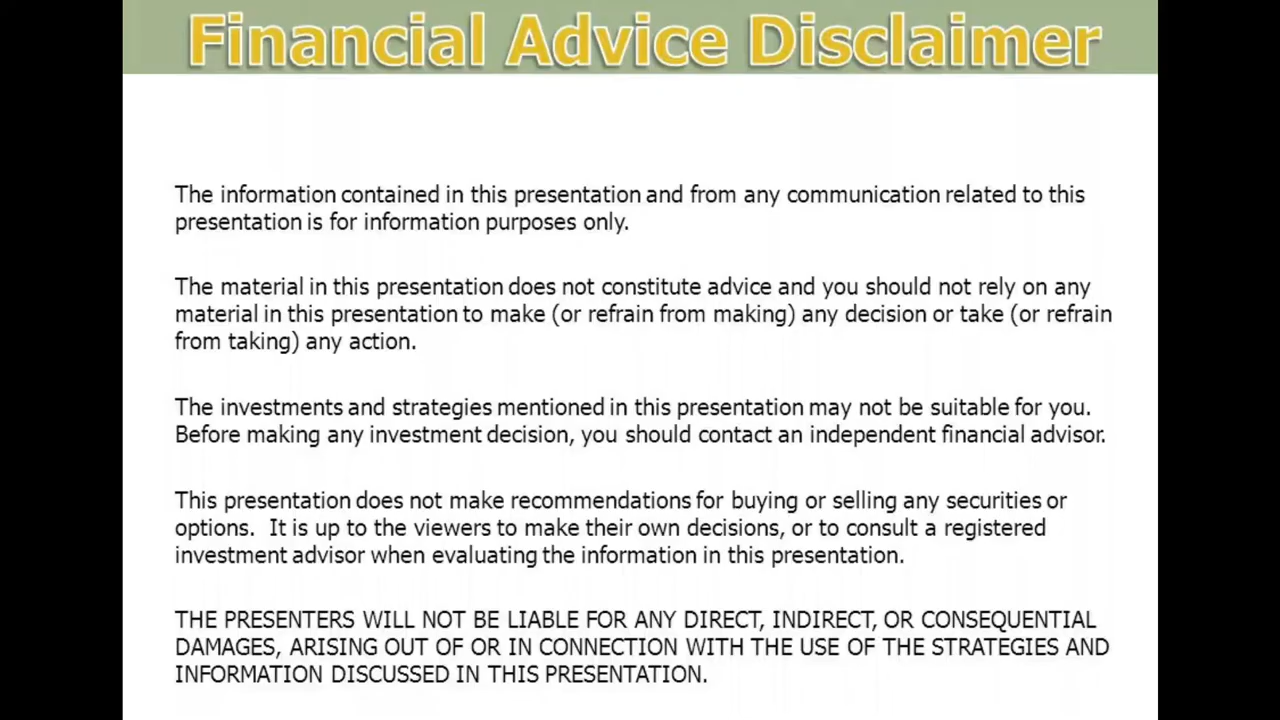 Financial Advice Disclaimer
The information contained in this presentation and from any communication related to this
presentation is for information purposes only.
The material in this presentation does not constitute advice and you should not rely on any
material in this presentation to make (or refrain from making) any decision or take (or refrain
from taking) any action.
The investments and strategies mentioned in this presentation may not be suitable for you.
Before making any investment decision, you should contact an independent financial advisor.
This presentation does not make recommendations for buying or selling any securities or
options.  It is up to the viewers to make their own decisions, or to consult a registered
investment advisor when evaluating the information in this presentation.
THE PRESENTERS WILL NOT BE LIABLE FOR ANY DIRECT, INDIRECT, OR CONSEQUENTIAL
DAMAGES, ARISING OUT OF OR IN CONNECTION WITH THE USE OF THE STRATEGIES AND
INFORMATION DISCUSSED IN THIS PRESENTATION.